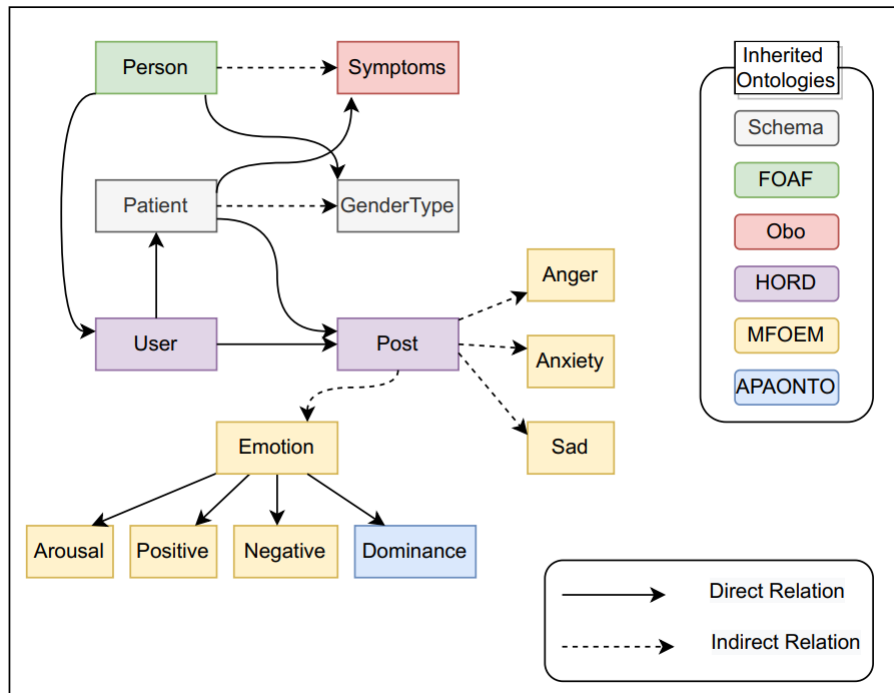 Person
Symptoms
Inherited
Ontologies
Schema
FOAF
Patient
GenderType
Obo
Anger
HORD
User
Post
Anxiety
MFOEM
APAONTO
Emotion
Sad
Arousal
Positive
Negative
Dominance
Direct Relation
Indirect Relation